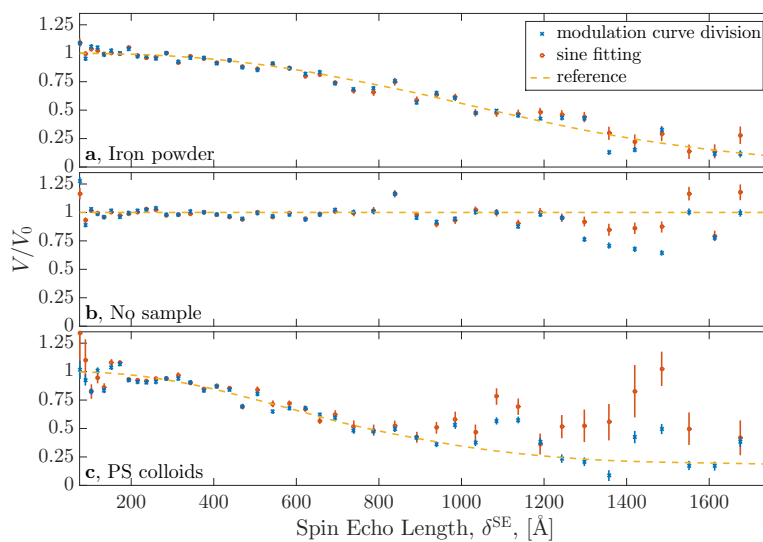 1.25
1
0.75
0.5
0.25
0
modulation curve division
sine fitting
reference
a, Iron powder
1.25
1
0.75
0.5
0.25
0
b, No sample
V/V₀
1.25
1
0.75
0.5
0.25
0
c, PS colloids
200 400 600 800 1000 1200 1400 1600
Spin Echo Length, δ^SE, [Å]